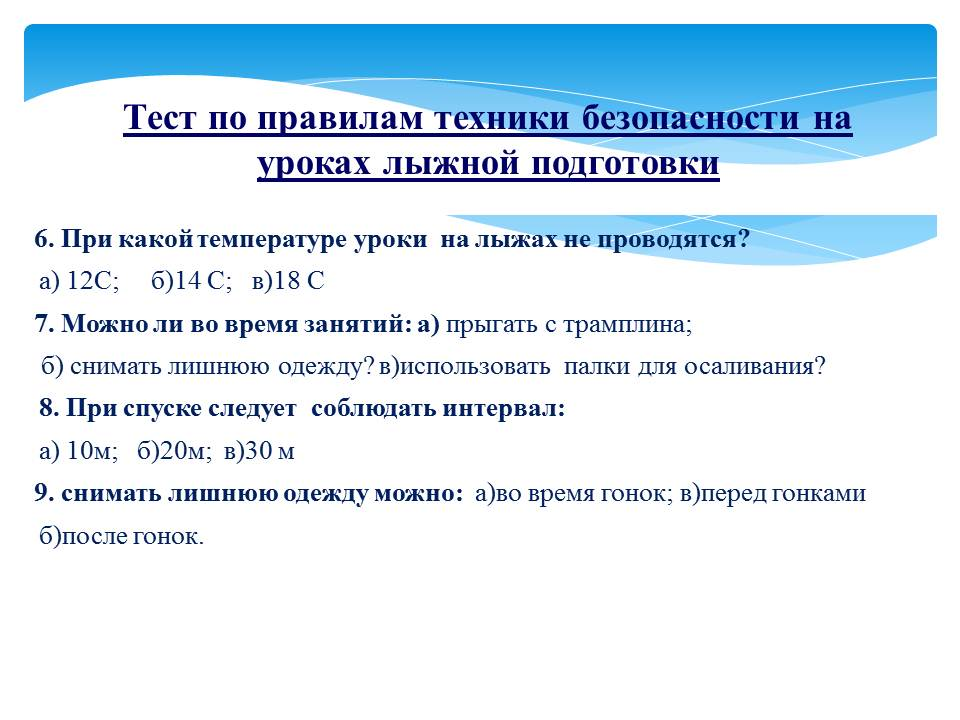 Тест по правилам техники безопасности на
уроках лыжной подготовки
6. При какой температуре уроки на лыжах не проводятся?
а) 12С; б)14 С; в)18 С
7. Можно ли во время занятий: а) прыгать с трамплина;
б) снимать лишнюю одежду? в)использовать палки для осаливания?
8. При спуске следует соблюдать интервал:
а) 10м; б)20м; в)30 м
9. снимать лишнюю одежду можно: а)во время гонок; в)перед гонками
б)после гонок.